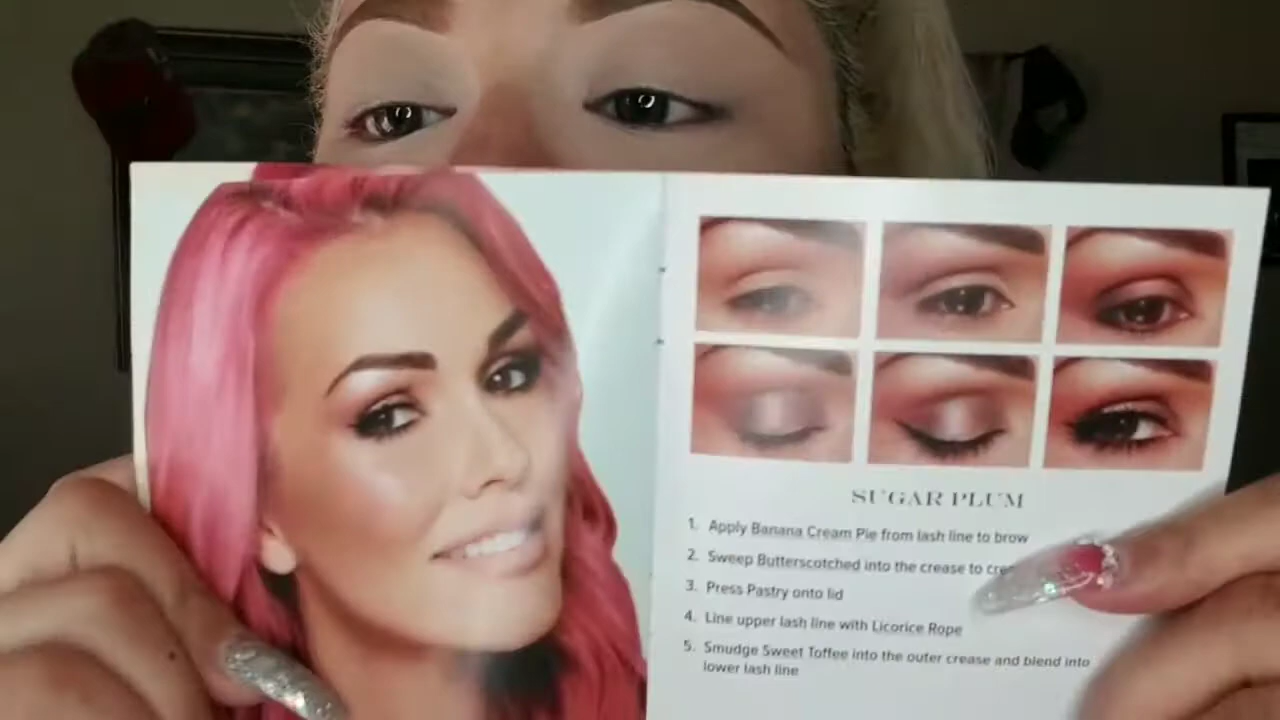 SUGAR PLUM
1. Apply Banana Cream Pie from lash line to brow
2. Sweep Butterscotched into the crease to
3. Press Pastry onto lid
4. Line upper lash line with Licorice Rope
5. Smudge Sweet Toffee into the outer crease and blend into
lower lash line